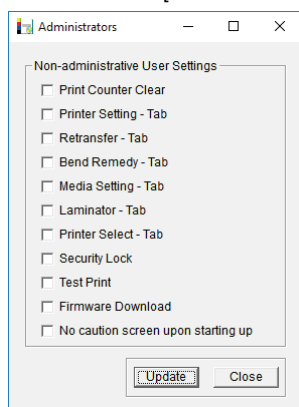 Administrators
Non-administrative User Settings
Print Counter Clear
Printer Setting - Tab
Retransfer - Tab
Bend Remedy - Tab
Media Setting - Tab
Laminator - Tab
Printer Select - Tab
Security Lock
Test Print
Firmware Download
No caution screen upon starting up
Update Close